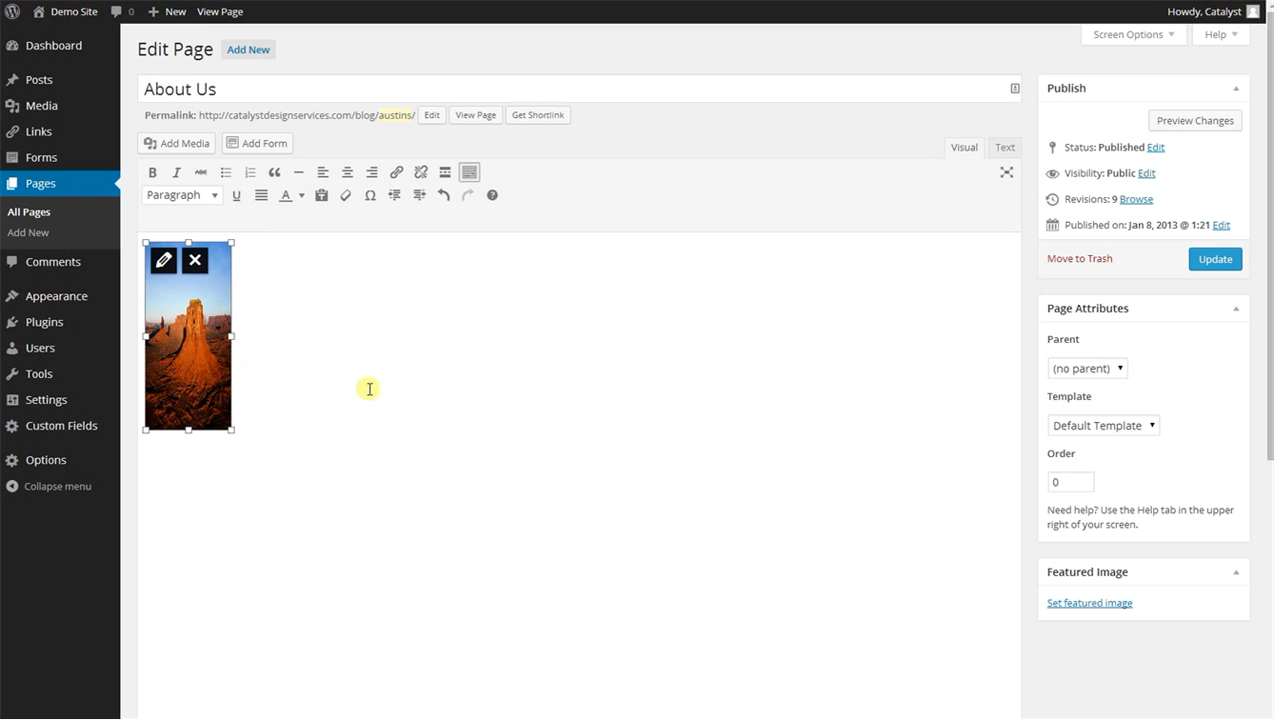 Demo Site 0 New View Page Howdy, Catalyst
Screen Options Help
Dashboard
Posts
Media
Links
Forms
Pages
All Pages
Add New
Comments
Appearance
Plugins
Users
Tools
Settings
Custom Fields
Options
Collapse menu
Edit Page Add New
About Us
Permalink: http://catalystdesignservices.com/blog/austins/ Edit View Page Get Shortlink
Add Media Add Form Visual Text
B I ABC
Paragraph U A Ω
Publish
Preview Changes
Status: Published Edit
Visibility: Public Edit
Revisions: 9 Browse
Published on: Jan 8, 2013 @ 1:21 Edit
Move to Trash Update
Page Attributes
Parent
(no parent)
Template
Default Template
Order
0
Need help? Use the Help tab in the upper
right of your screen.
Featured Image
Set featured image